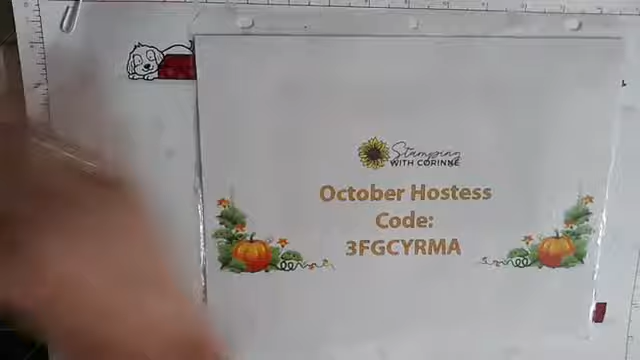 Stamping
WITH CORINNE
October Hostess
Code:
3FGCYRMA